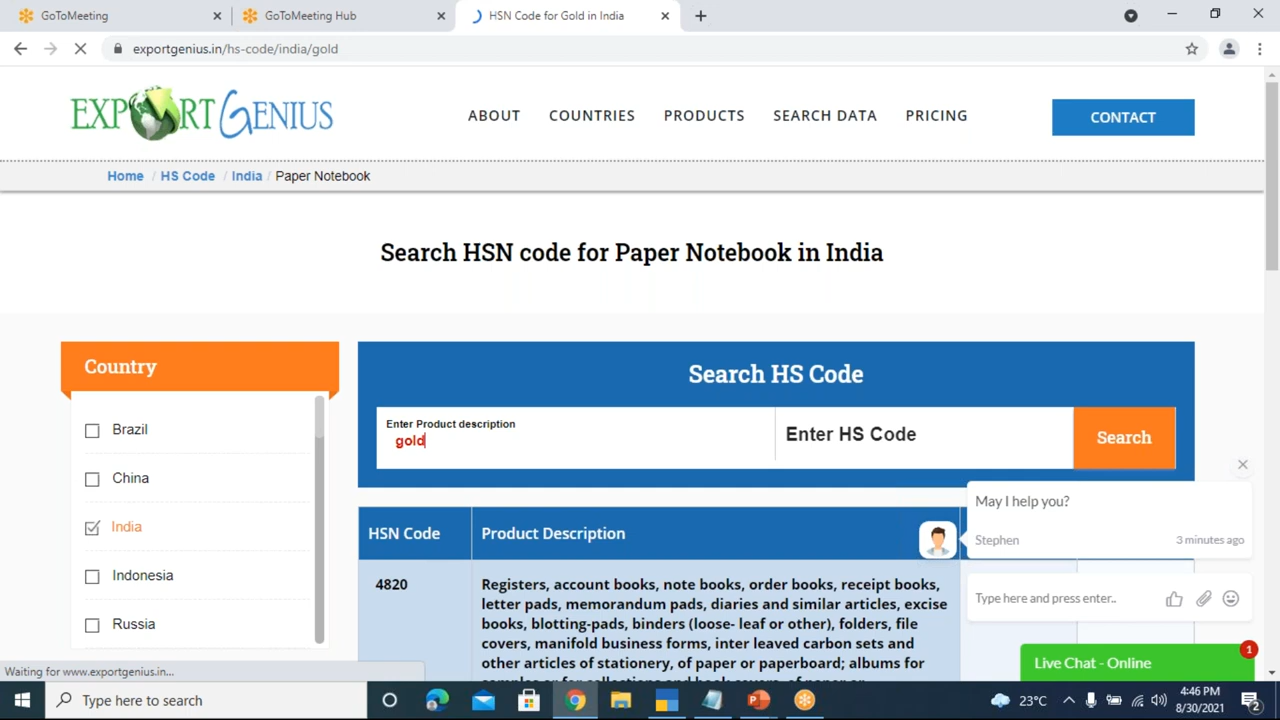 GoToMeeting
GoToMeeting Hub
HSN Code for Gold in India
exportgenius.in/hs-code/india/gold
EXPORT GENIUS
ABOUT
COUNTRIES
PRODUCTS
SEARCH DATA
PRICING
CONTACT
Home / HS Code / India / Paper Notebook
Search HSN code for Paper Notebook in India
Country
Brazil
China
India
Indonesia
Russia
Search HS Code
Enter Product description
gold
Enter HS Code
Search
HSN Code
Product Description
4820
Registers, account books, note books, order books, receipt books,
letter pads, memorandum pads, diaries and similar articles, excise
books, blotting-pads, binders (loose- leaf or other), folders, file
covers, manifold business forms, inter leaved carbon sets and
other articles of stationery, of paper or paperboard; albums for
May I help you?
Stephen
3 minutes ago
Type here and press enter..
Live Chat - Online
1
Waiting for www.exportgenius.in...
Type here to search
23°C
4:46 PM
8/30/2021
2